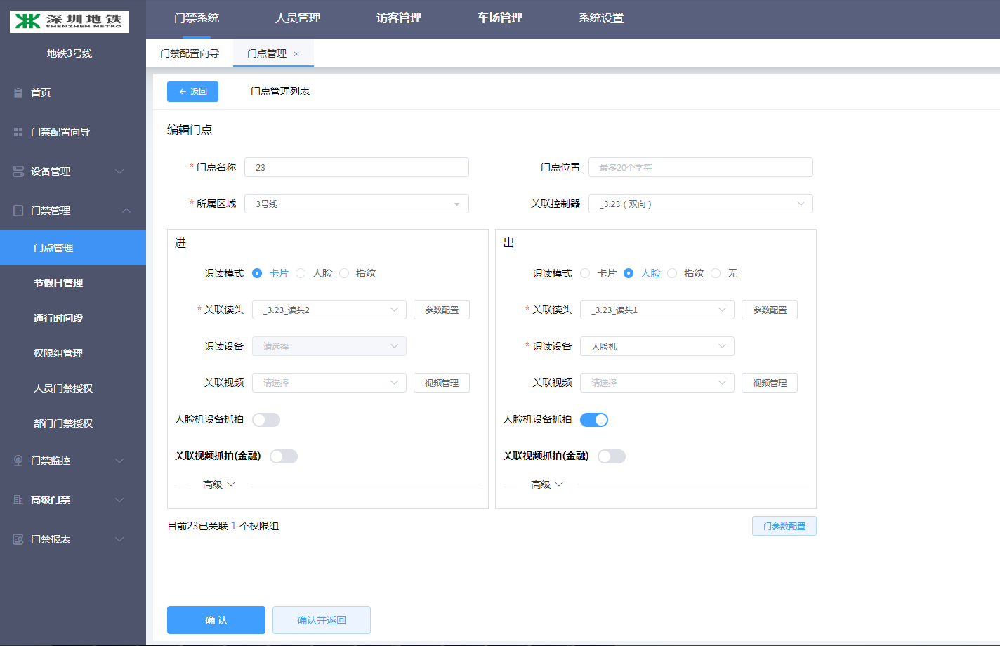 深圳地铁
SHENZHEN METRO
地铁3号线
门禁系统
人员管理
访客管理
车场管理
系统设置
门禁配置向导
门点管理 ×
首页
门禁配置向导
设备管理
门禁管理
门点管理
节假日管理
通行时间段
权限组管理
人员门禁授权
部门门禁授权
门禁监控
高级门禁
门禁报表
← 返回
门点管理列表
编辑门点
* 门点名称 23
门点位置 最多20个字符
* 所属区域 3号线
关联控制器 _3.23 ( 双向 )
进
识读模式 卡片 人脸 指纹
* 关联读头 _3.23_读头2 参数配置
识读设备 请选择
关联视频 请选择 视频管理
人脸机设备抓拍
关联视频抓拍(金融)
高级
出
识读模式 卡片 人脸 指纹 无
* 关联读头 _3.23_读头1 参数配置
* 识读设备 人脸机
关联视频 请选择 视频管理
人脸机设备抓拍
关联视频抓拍(金融)
高级
目前23已关联 1 个权限组
门参数配置
确 认
确认并返回